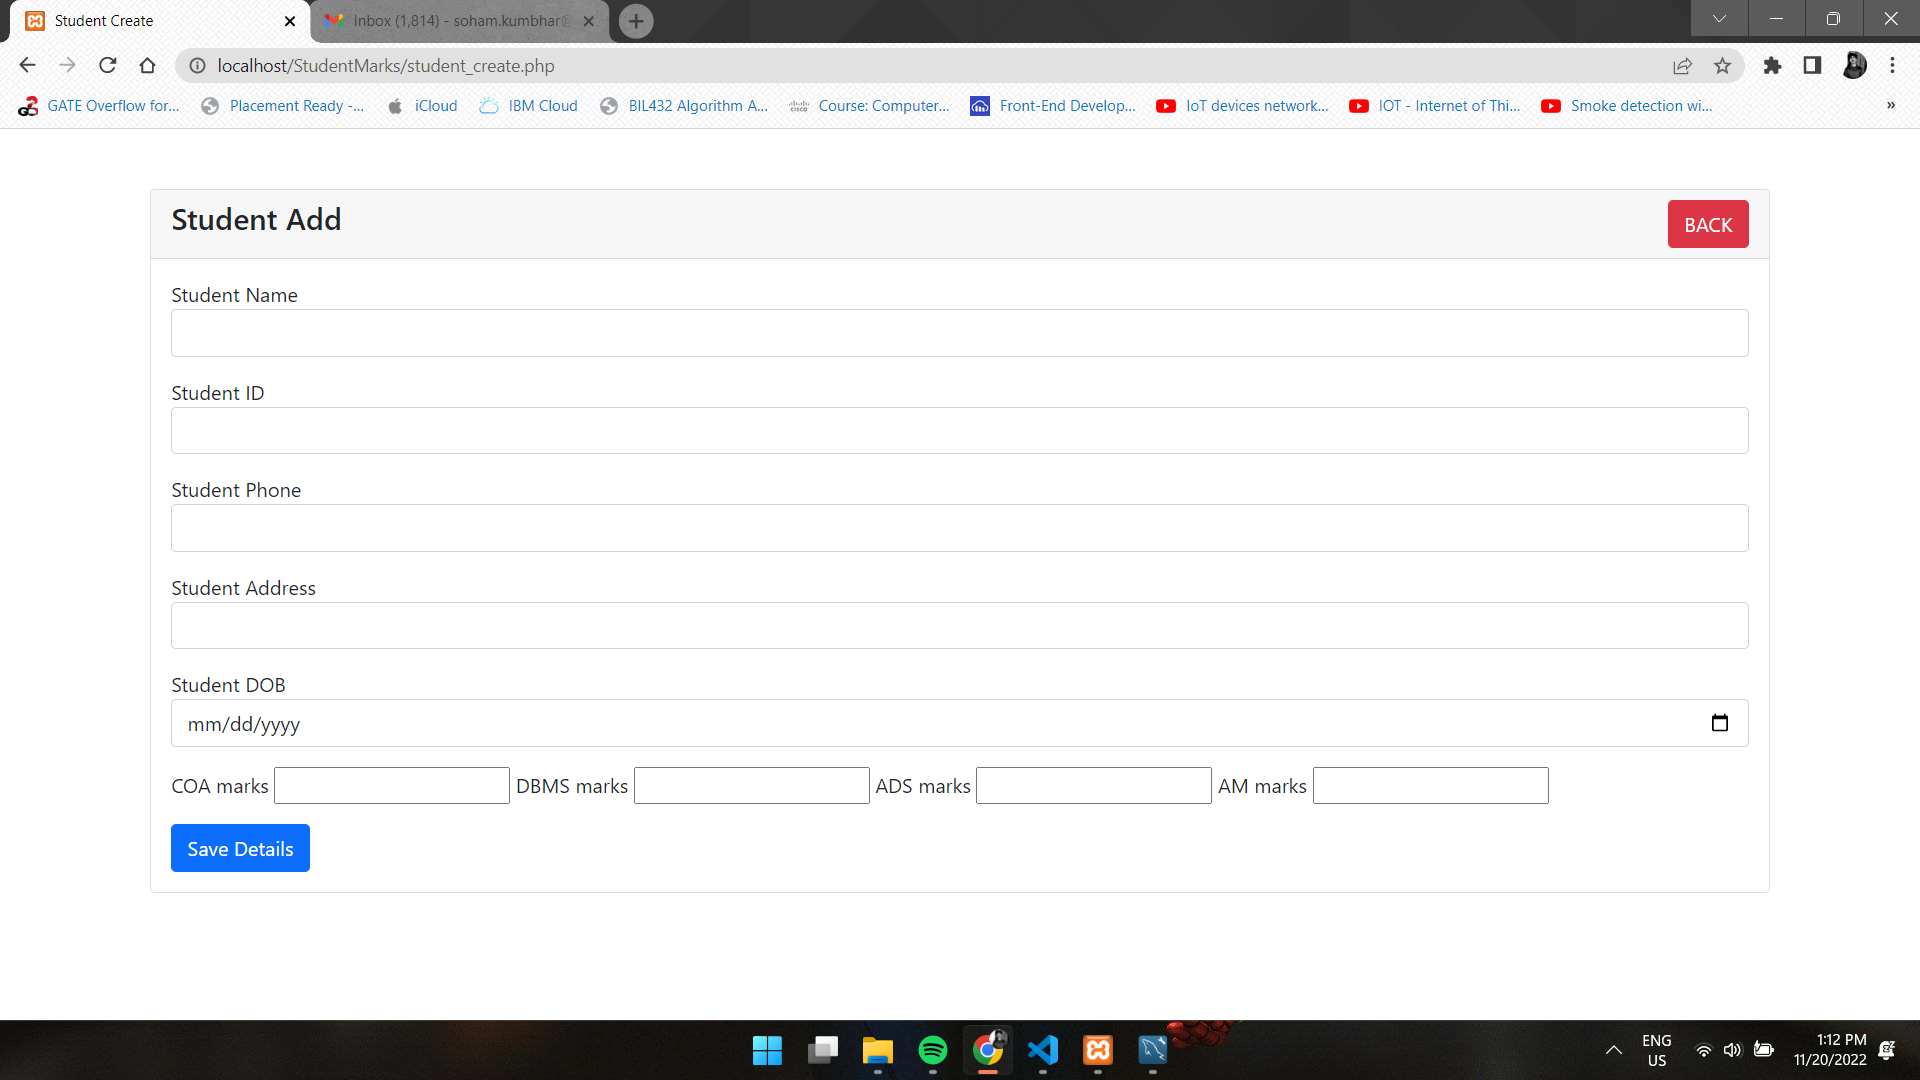 Student Create
Inbox (1,814) - soham.kumbhar@
localhost/StudentMarks/student_create.php
GATE Overflow for...
Placement Ready -...
iCloud
IBM Cloud
BIL432 Algorithm A...
Course: Computer...
Front-End Develop...
IoT devices network...
IOT - Internet of Thi...
Smoke detection wi...
»
Student Add
BACK
Student Name
Student ID
Student Phone
Student Address
Student DOB
mm/dd/yyyy
COA marks DBMS marks ADS marks AM marks
Save Details
ENG
US
1:12 PM
11/20/2022